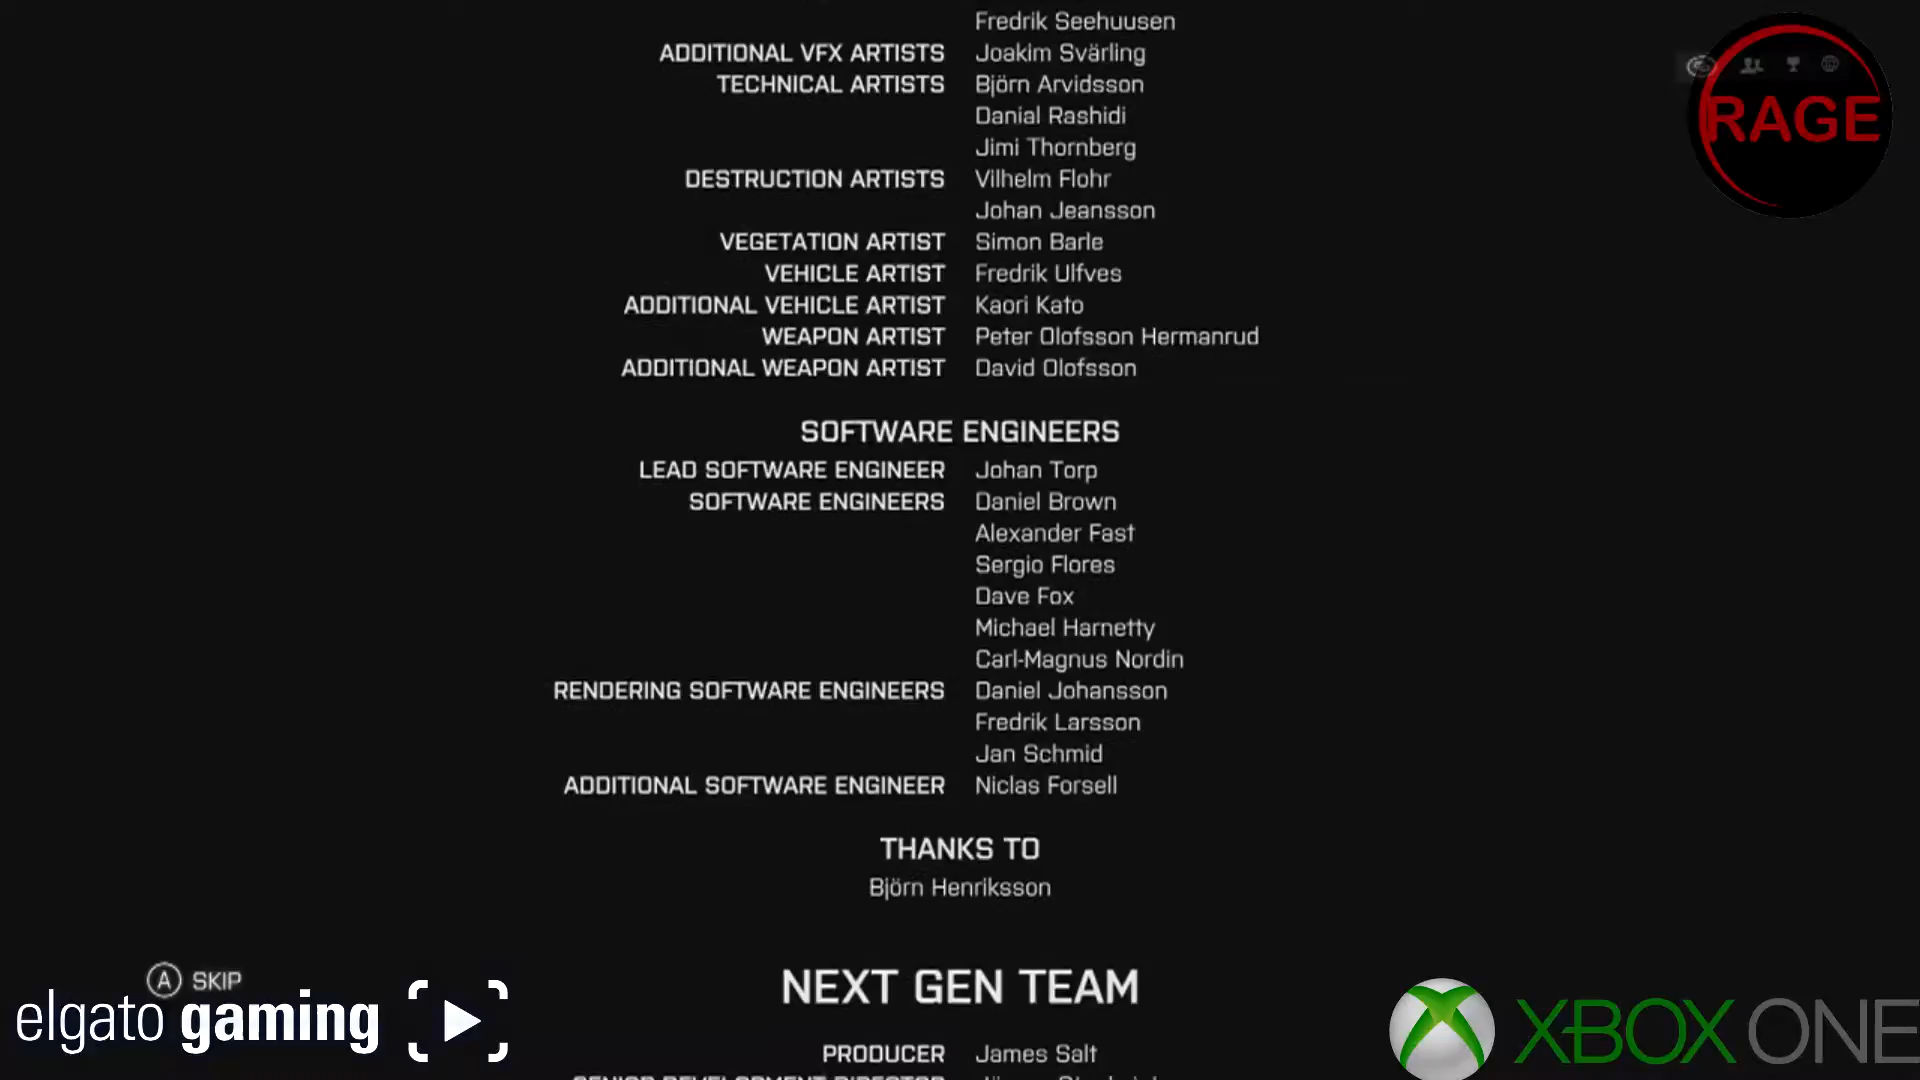 Fredrik Seehuusen
ADDITIONAL VFX ARTISTS Joakim Svärling
TECHNICAL ARTISTS Björn Arvidsson
Danial Rashidi
RAGE
Jimi Thornberg
DESTRUCTION ARTISTS Vilhelm Flohr
Johan Jeansson
VEGETATION ARTIST Simon Barle
VEHICLE ARTIST Fredrik Ulfves
ADDITIONAL VEHICLE ARTIST Kaori Kato
WEAPON ARTIST Peter Olofsson Hermanrud
ADDITIONAL WEAPON ARTIST David Olofsson
SOFTWARE ENGINEERS
LEAD SOFTWARE ENGINEER Johan Torp
SOFTWARE ENGINEERS Daniel Brown
Alexander Fast
Sergio Flores
Dave Fox
Michael Harnetty
Carl-Magnus Nordin
RENDERING SOFTWARE ENGINEERS Daniel Johansson
Fredrik Larsson
Jan Schmid
ADDITIONAL SOFTWARE ENGINEER Niclas Forsell
THANKS TO
Björn Henriksson
A SKIP
NEXT GEN TEAM
elgato gaming
XBOX ONE
PRODUCER James Salt
SENIOR DEVELOPMENT DIRECTOR